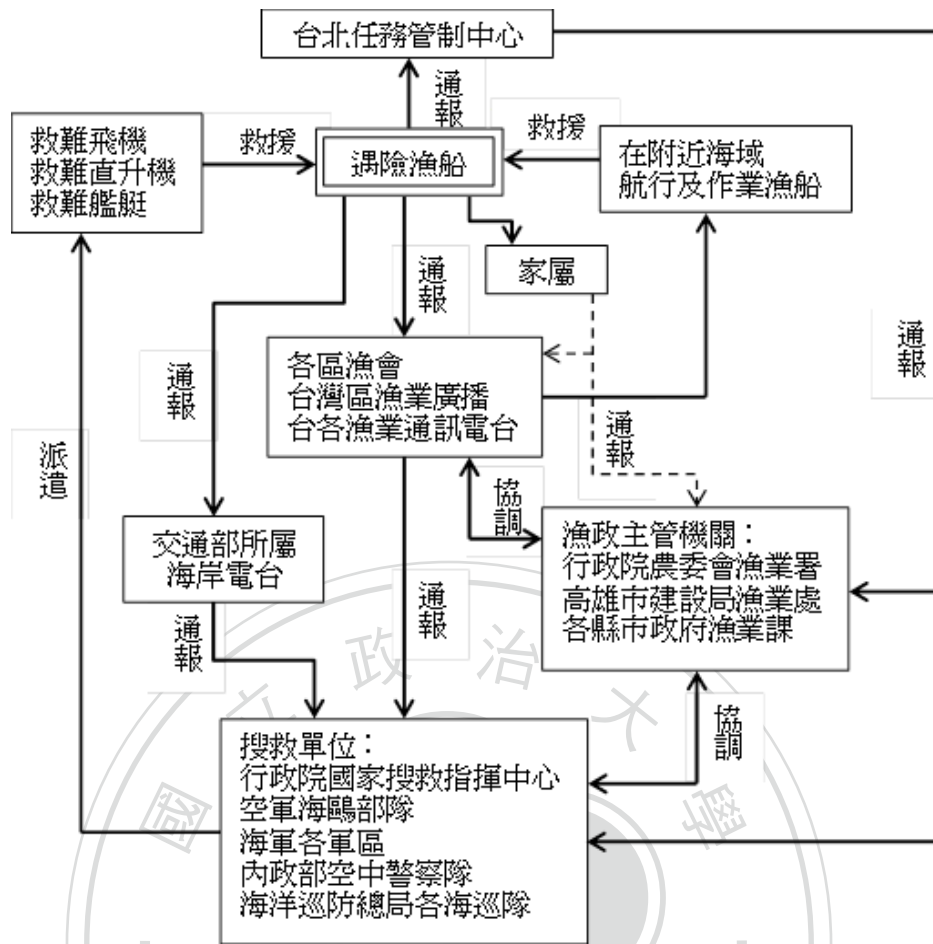 台北任務管制中心
通報
救難飛機
救難直升機
救難艦艇
救援
遇險漁船
救援
在附近海域
航行及作業漁船
家屬
通報
通報
通報
各區漁會
台灣區漁業廣播
台各漁業通訊電台
通報
派遣
協調
交通部所屬
海岸電台
漁政主管機關：
行政院農委會漁業署
高雄市建設局漁業處
各縣市政府漁業課
通報
通報
協調
搜救單位：
行政院國家搜救指揮中心
空軍海鷗部隊
海軍各軍區
內政部空中警察隊
海洋巡防總局各海巡隊
國立政治大學